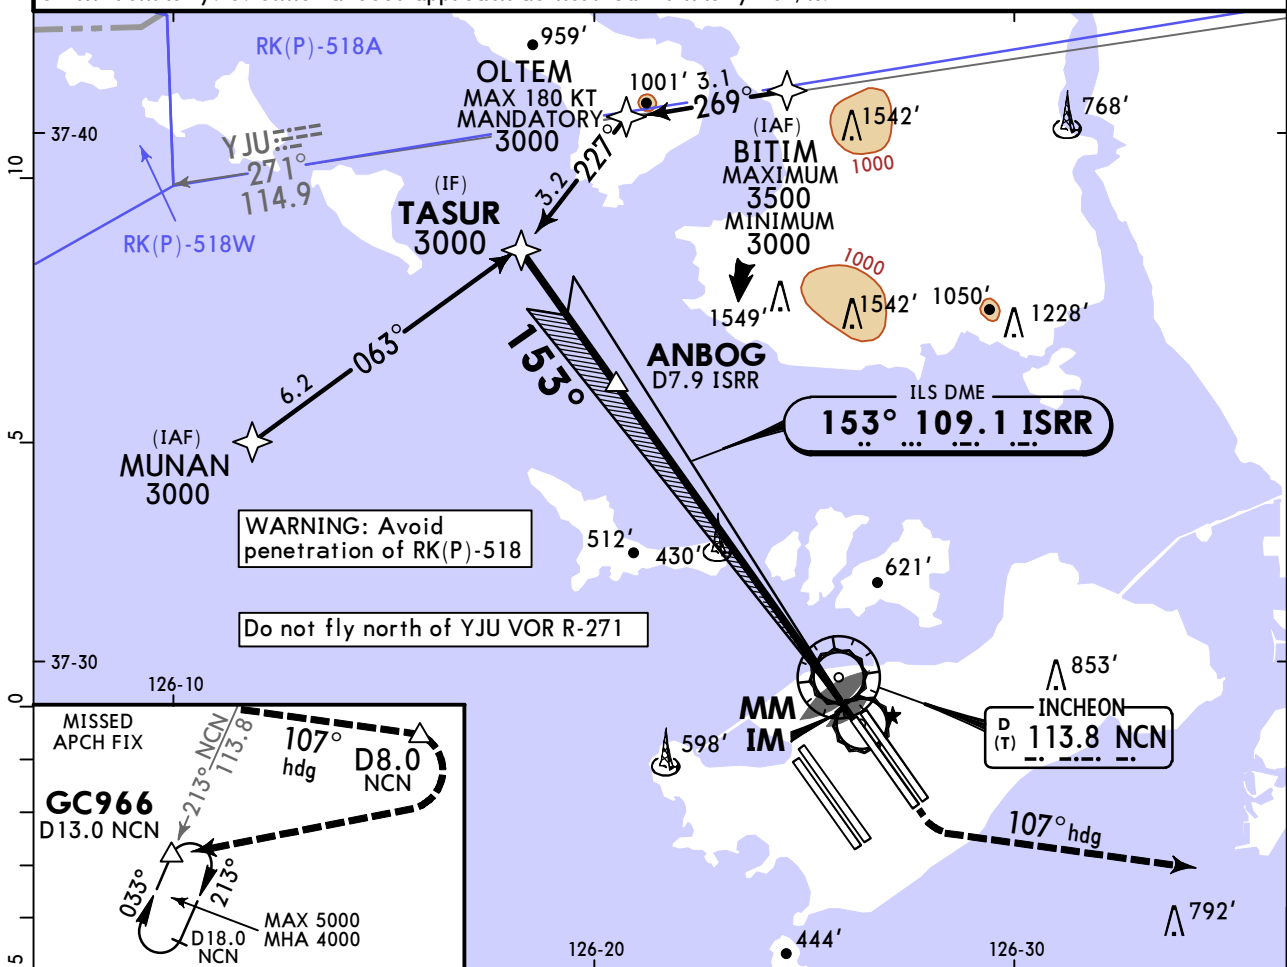 RK(P)-518A
959'
OLTEM
MAX 180 KT
MANDATORY
3000
1001'
3.1
269°
(IAF)
BITIM
MAXIMUM
3500
MINIMUM
3000
1542'
1000
768'
37-40
10
YJU
271°
114.9
RK(P)-518W
227°
3.2
(IF)
TASUR
3000
1000
1549'
1542'
1050'
1228'
063°
6.2
153°
ANBOG
D7.9 ISRR
ILS DME
153° 109.1 ISRR
5
(IAF)
MUNAN
3000
WARNING: Avoid
penetration of RK(P)-518
512'
430'
621'
Do not fly north of YJU VOR R-271
37-30
126-10
0
853'
MM
IM
INCHEON
D
(T)
113.8 NCN
598'
MISSED
APCH FIX
213° NCN
113.8
107°
hdg
D8.0
NCN
GC966
D13.0 NCN
033°
213°
MAX 5000
MHA 4000
D18.0
NCN
107° hdg
792'
444'
5
126-20
126-30